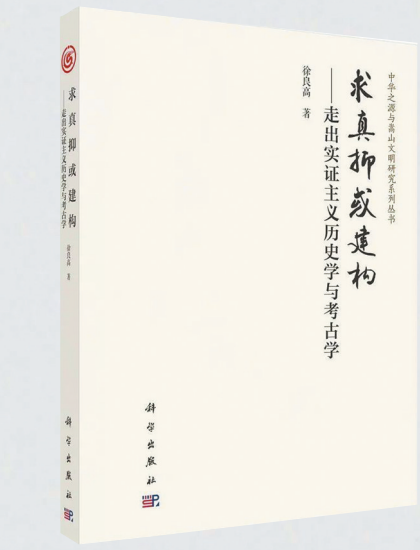 中华之源与嵩山文明研究系列丛书
求真抑或建构
——走出实证主义历史学与考古学
徐良高 著
科学出版社
求真抑或建构
——走出实证主义历史学与考古学
徐良高 著
科学出版社